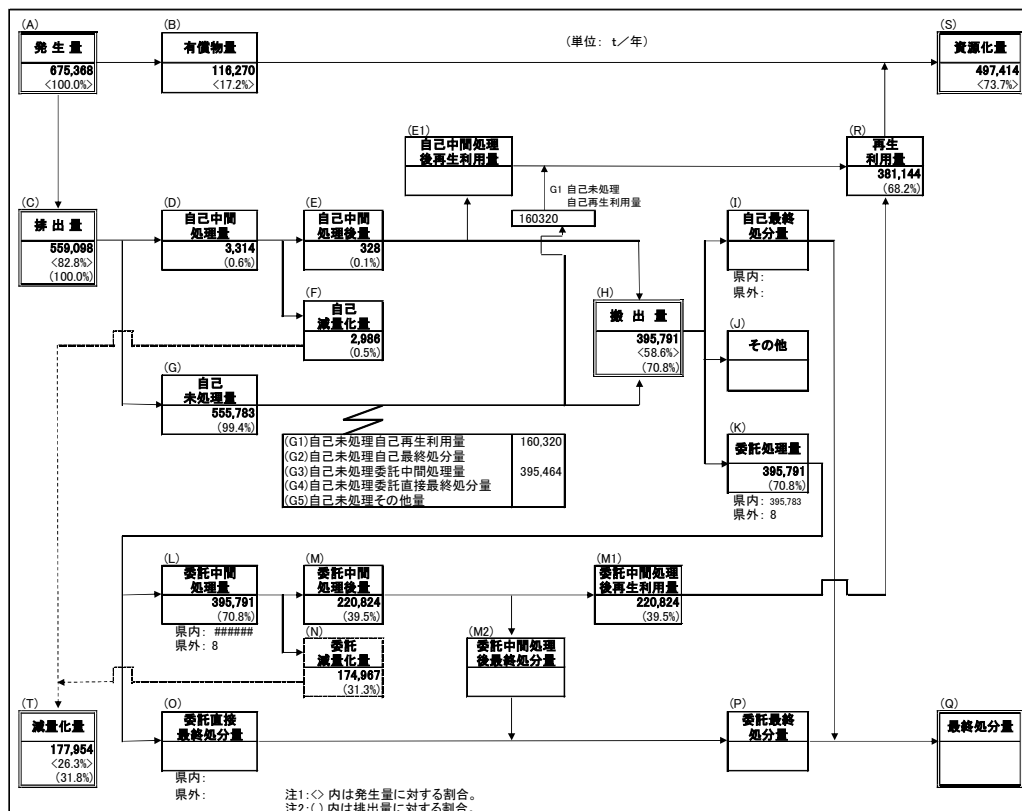 (A)
発 生 量
675,368
<100.0%>
(B)
有償物量
116,270
<17.2%>
(単位: t/年)
(S)
資源化量
497,414
<73.7%>
(E1)
自己中間処理
後再生利用量
(R)
再生
利用量
381,144
(68.2%)
G1 自己未処理
自己再生利用量
160320
(C)
排 出 量
559,098
<82.8%>
(100.0%)
(D)
自己中間
処理量
3,314
(0.6%)
(E)
自己中間
処理後量
328
(0.1%)
(I)
自己最終
処分量
県内:
県外:
(F)
自己
減量化量
2,986
(0.5%)
(H)
搬 出 量
395,791
<58.6%>
(70.8%)
(J)
その他
(G)
自己
未処理量
555,783
(99.4%)
(G1)自己未処理自己再生利用量 160,320
(G2)自己未処理自己最終処分量
(G3)自己未処理委託中間処理量 395,464
(G4)自己未処理委託直接最終処分量
(G5)自己未処理その他量
(K)
委託処理量
395,791
(70.8%)
県内: 395,783
県外: 8
(L)
委託中間
処理量
395,791
(70.8%)
県内: ######
県外: 8
(M)
委託中間
処理後量
220,824
(39.5%)
(M1)
委託中間処理
後再生利用量
220,824
(39.5%)
(N)
委託
減量化量
174,967
(31.3%)
(M2)
委託中間処理
後最終処分量
(T)
減量化量
177,954
<26.3%>
(31.8%)
(O)
委託直接
最終処分量
県内:
県外:
(P)
委託最終
処分量
(Q)
最終処分量
注1:<> 内は発生量に対する割合。
注2:( ) 内は排出量に対する割合。